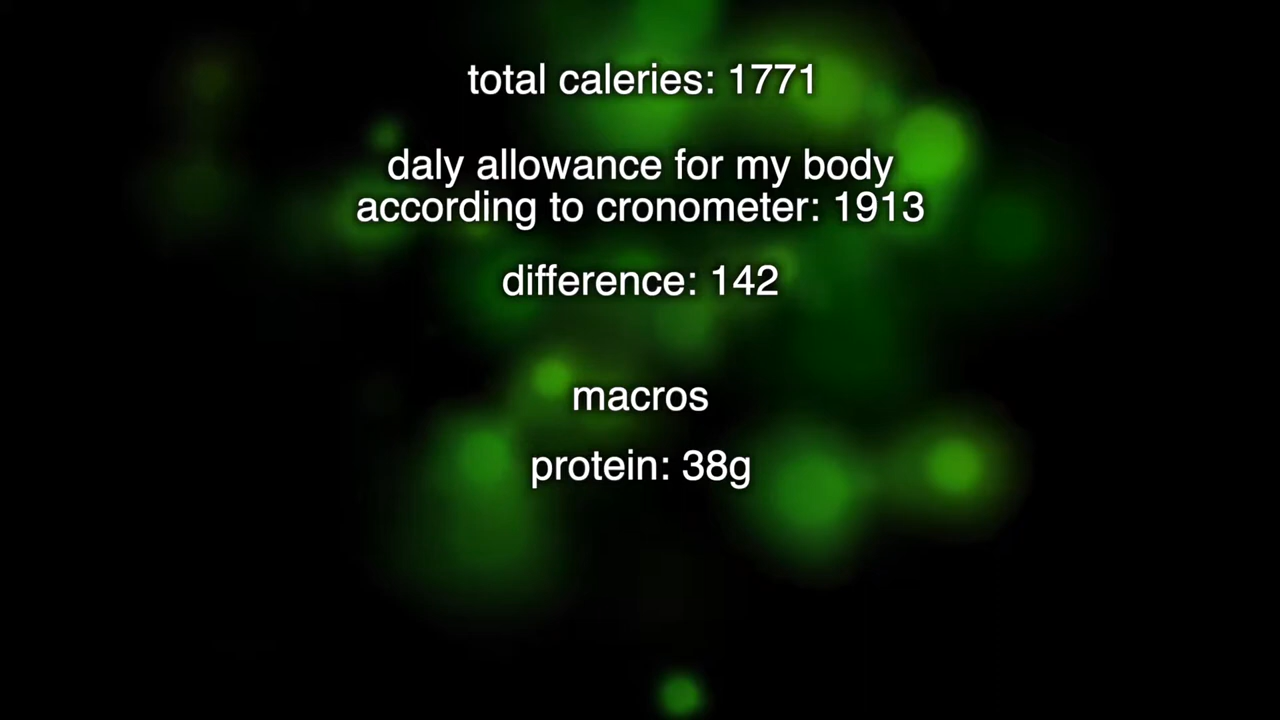 total caleries: 1771
daly allowance for my body
according to cronometer: 1913
difference: 142
macros
protein: 38g